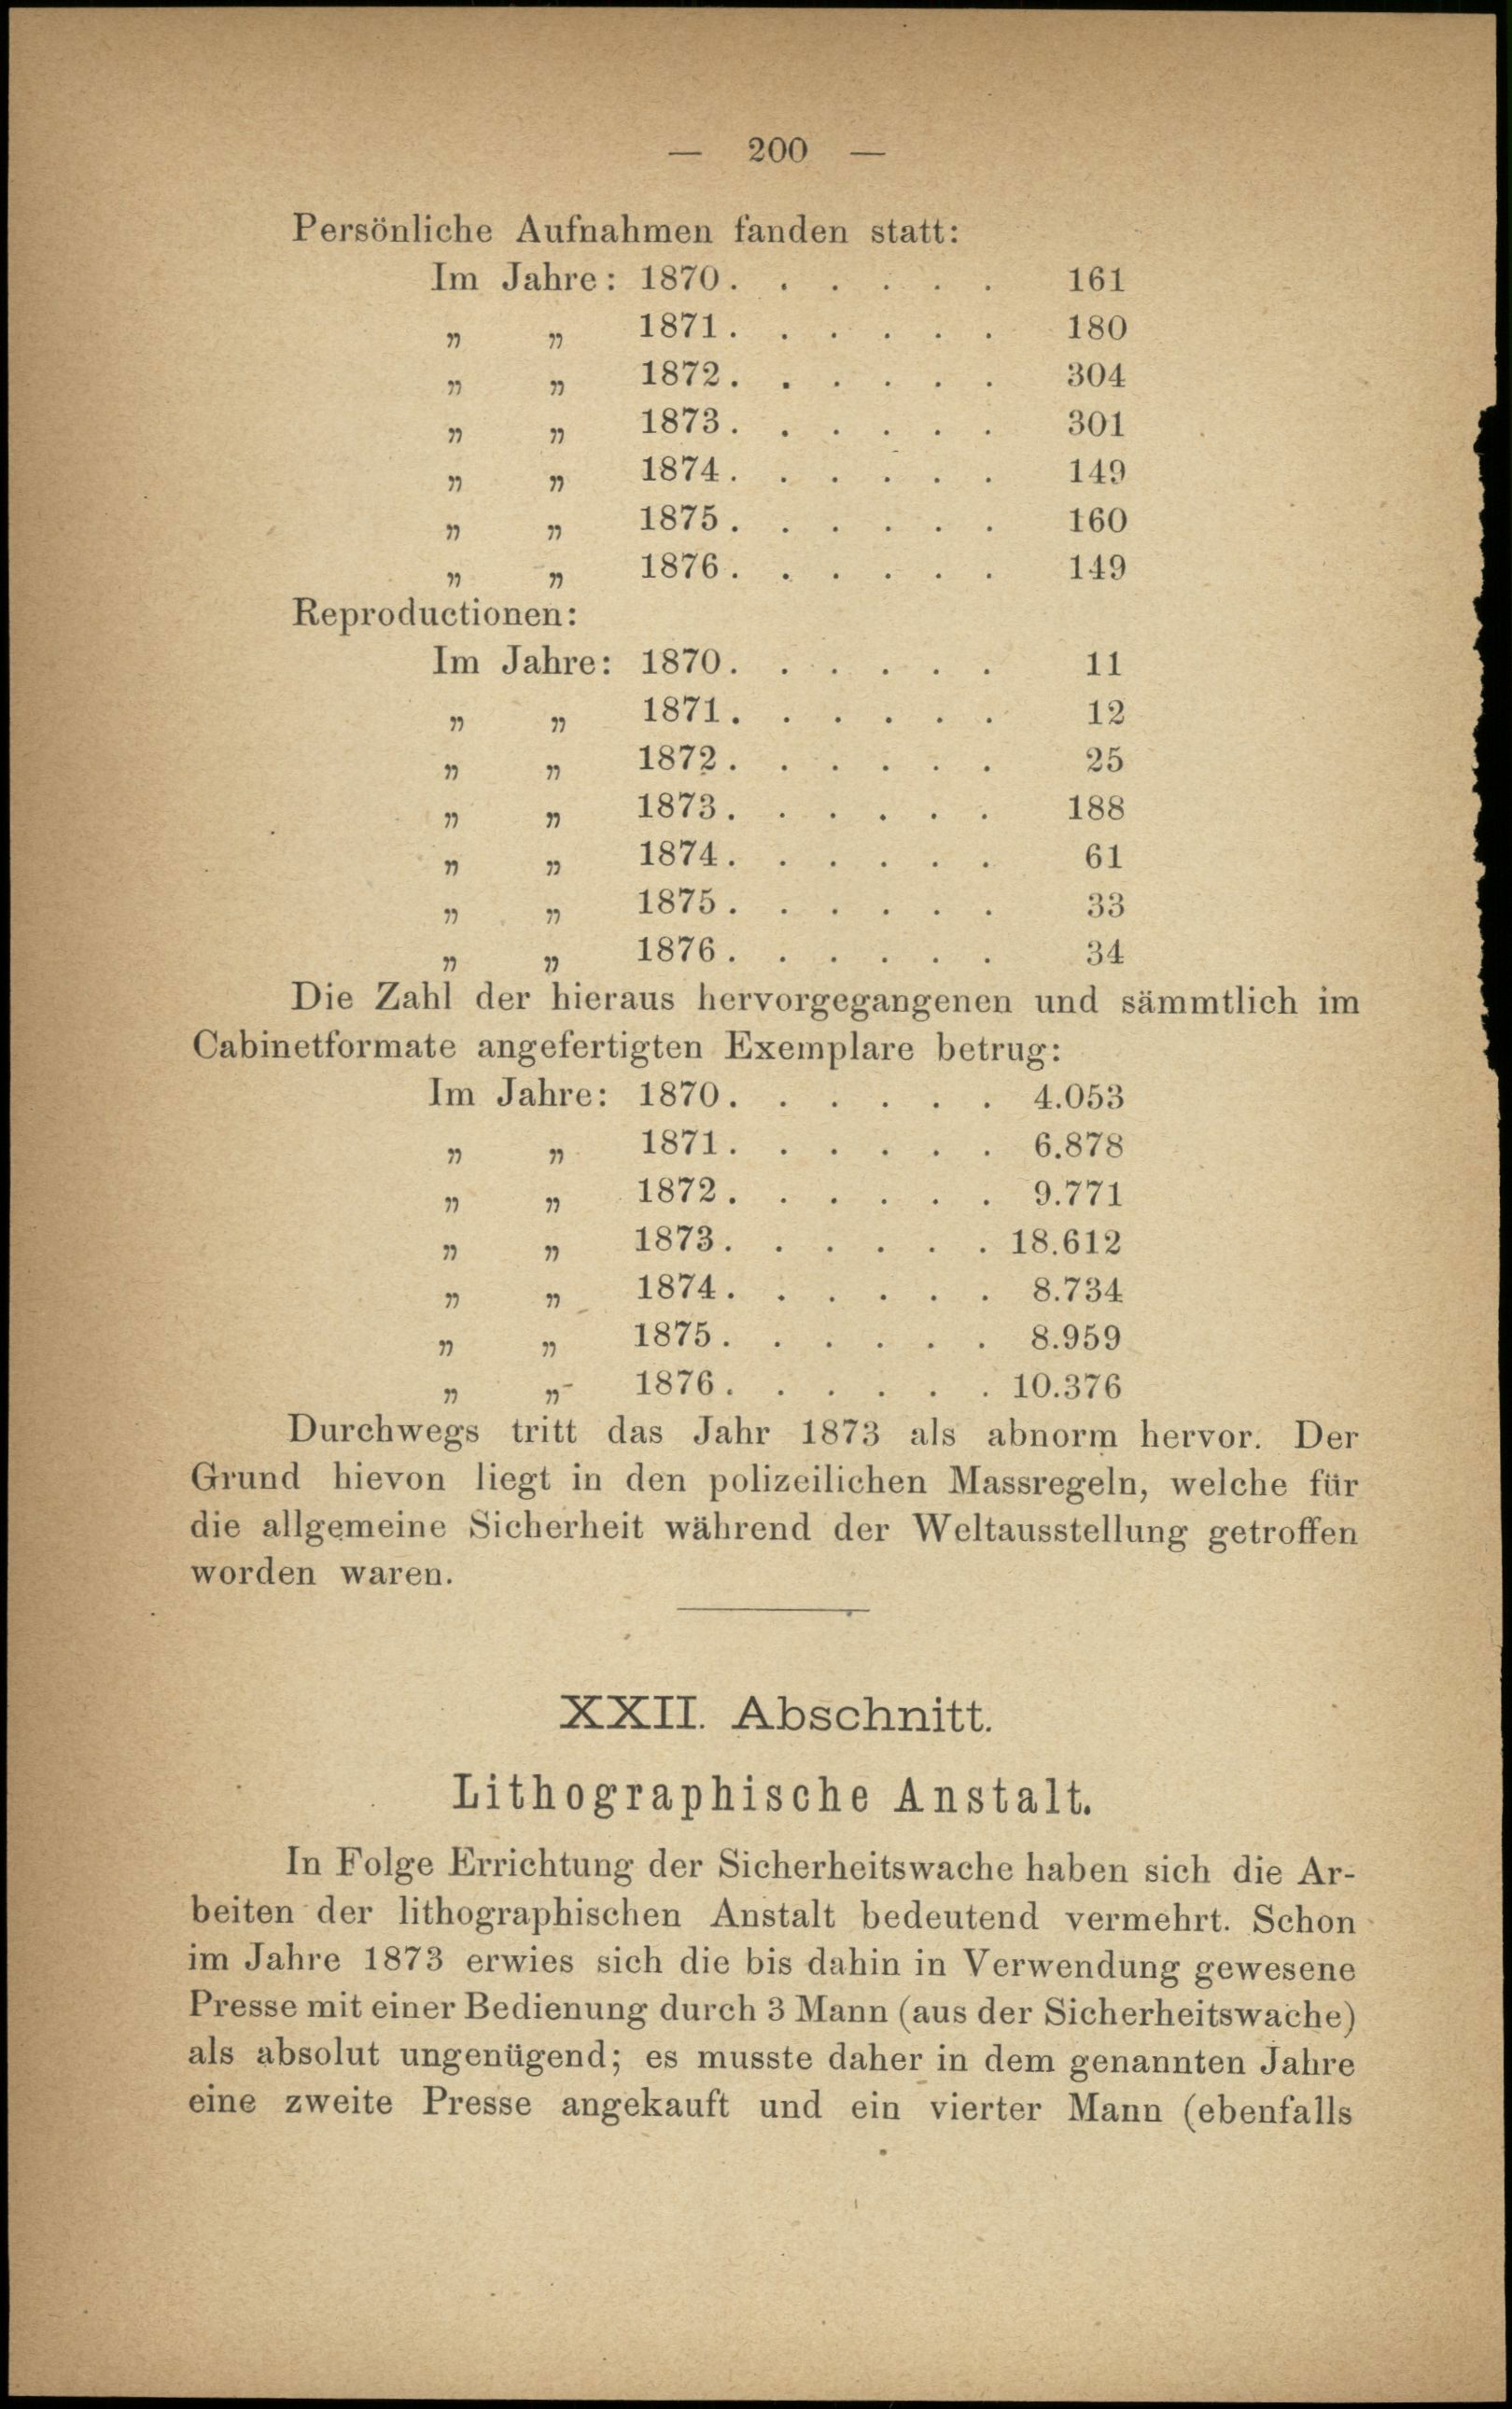 — 200 —
Persönliche Aufnahmen fanden statt:
Im Jahre: 1870. . . . . . 161
„ „ 1871. . . . . . 180
„ „ 1872. . . . . . 304
„ „ 1873. . . . . . 301
„ „ 1874. . . . . . 149
„ „ 1875. . . . . . 160
„ „ 1876. . . . . . 149
Reproductionen:
Im Jahre: 1870. . . . . . 11
„ „ 1871. . . . . . 12
„ „ 1872. . . . . . 25
„ „ 1873. . . . . . 188
„ „ 1874. . . . . . 61
„ „ 1875. . . . . . 33
„ „ 1876. . . . . . 34
Die Zahl der hieraus hervorgegangenen und sämmtlich im
Cabinetformate angefertigten Exemplare betrug:
Im Jahre: 1870. . . . . . 4.053
„ „ 1871. . . . . . 6.878
„ „ 1872. . . . . . 9.771
„ „ 1873. . . . . . 18.612
„ „ 1874. . . . . . 8.734
„ „ 1875. . . . . . 8.959
„ „ 1876. . . . . . 10.376
Durchwegs tritt das Jahr 1873 als abnorm hervor. Der
Grund hievon liegt in den polizeilichen Massregeln, welche für
die allgemeine Sicherheit während der Weltausstellung getroffen
worden waren.
XXII. Abschnitt.
Lithographische Anstalt.
In Folge Errichtung der Sicherheitswache haben sich die Ar-
beiten der lithographischen Anstalt bedeutend vermehrt. Schon
im Jahre 1873 erwies sich die bis dahin in Verwendung gewesene
Presse mit einer Bedienung durch 3 Mann (aus der Sicherheitswache)
als absolut ungenügend; es musste daher in dem genannten Jahre
eine zweite Presse angekauft und ein vierter Mann (ebenfalls